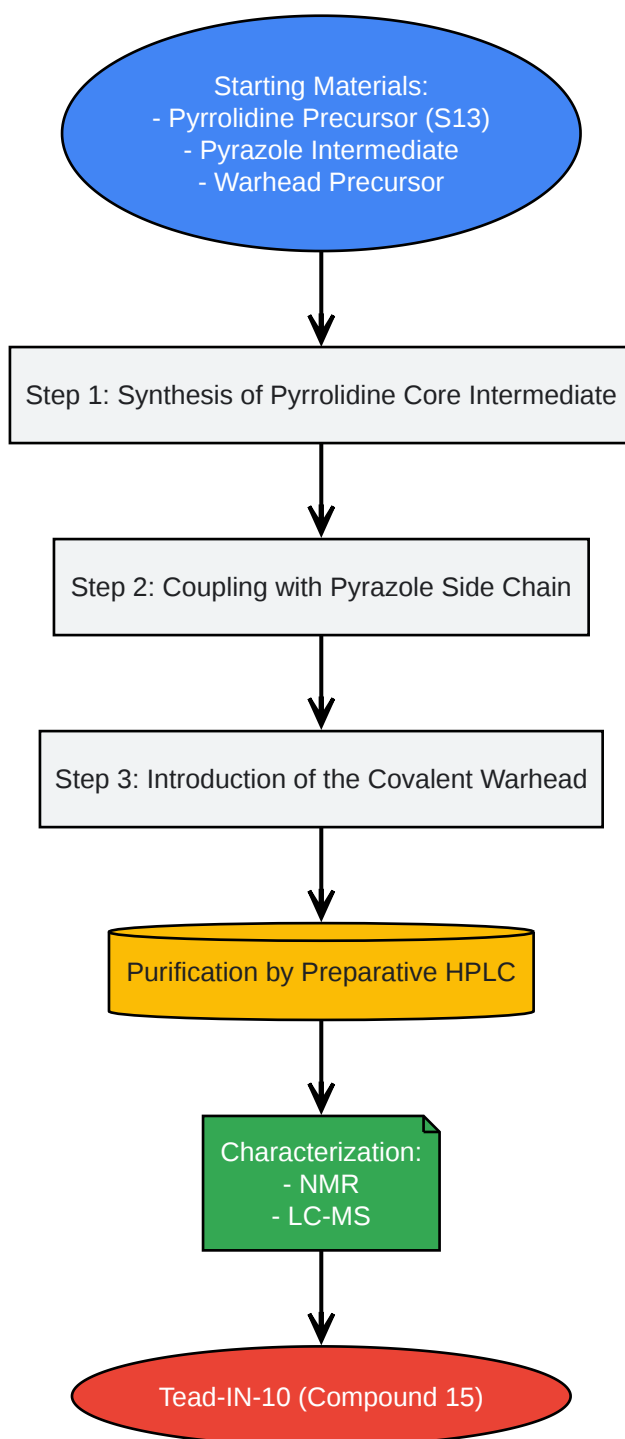 Starting Materials:
- Pyrrolidine Precursor (S13)
- Pyrazole Intermediate
- Warhead Precursor
Step 1: Synthesis of Pyrrolidine Core Intermediate
Step 2: Coupling with Pyrazole Side Chain
Step 3: Introduction of the Covalent Warhead
Purification by Preparative HPLC
Characterization:
- NMR
- LC-MS
Tead-IN-10 (Compound 15)